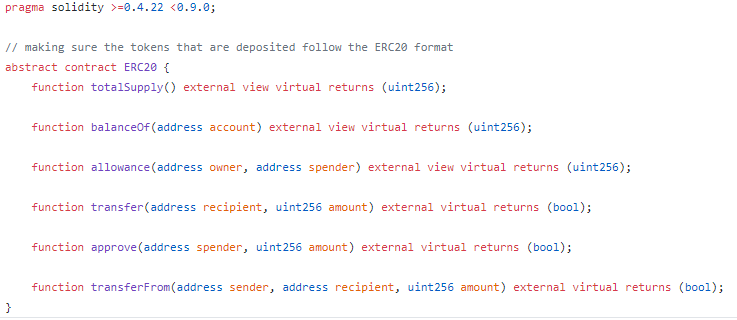 pragma solidity >=0.4.22 <0.9.0;
// making sure the tokens that are deposited follow the ERC20 format
abstract contract ERC20 {
function totalSupply() external view virtual returns (uint256);
function balanceOf(address account) external view virtual returns (uint256);
function allowance(address owner, address spender) external view virtual returns (uint256);
function transfer(address recipient, uint256 amount) external virtual returns (bool);
function approve(address spender, uint256 amount) external virtual returns (bool);
function transferFrom(address sender, address recipient, uint256 amount) external virtual returns (bool);
}